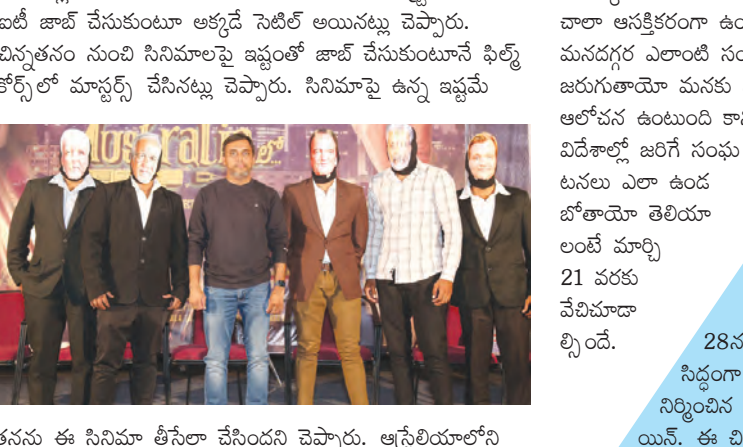 ఐటీ జాబ్ చేసుకుంటూ అక్కడే సెటిల్ అయినట్లు చెప్పారు.
చిన్నతనం నుంచి సినిమాలపై ఇష్టంతో జాబ్ చేసుకుంటూనే ఫిల్మ్
కోర్స్‌లో మాస్టర్స్ చేసినట్లు చెప్పారు. సినిమాపై ఉన్న ఇష్టమే
Australiaలో
తనను ఈ సినిమా తీసేలా చేసిందని చెప్పారు. ఆస్ట్రేలియాలోని
చాలా ఆసక్తికరంగా
మనదగ్గర ఎలాంటి
జరుగుతాయో మనకు
ఆలోచన ఉంటుంది
విదేశాల్లో జరిగే సంఘ
టనలు ఎలా ఉండ
బోతాయో తెలియా
లంటే మార్చి
21 వరకు
వేచిచూడా
ల్సిందే.
28న
సిద్ధంగా
నిర్మించిన
యిన్. ఈ